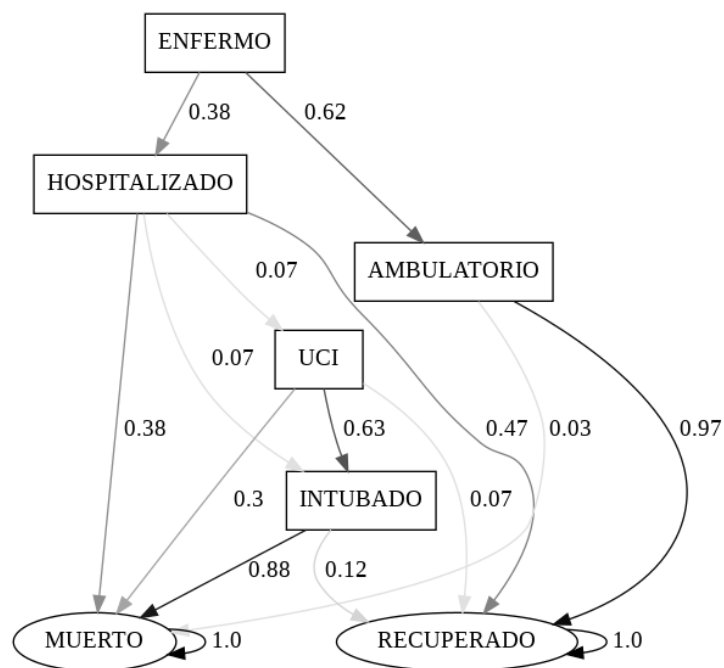 ENFERMO
0.38
0.62
HOSPITALIZADO
AMBULATORIO
0.07
0.07
UCI
0.38
0.63
0.47
0.03
0.97
0.3
INTUBADO
0.07
0.88
0.12
MUERTO
1.0
RECUPERADO
1.0